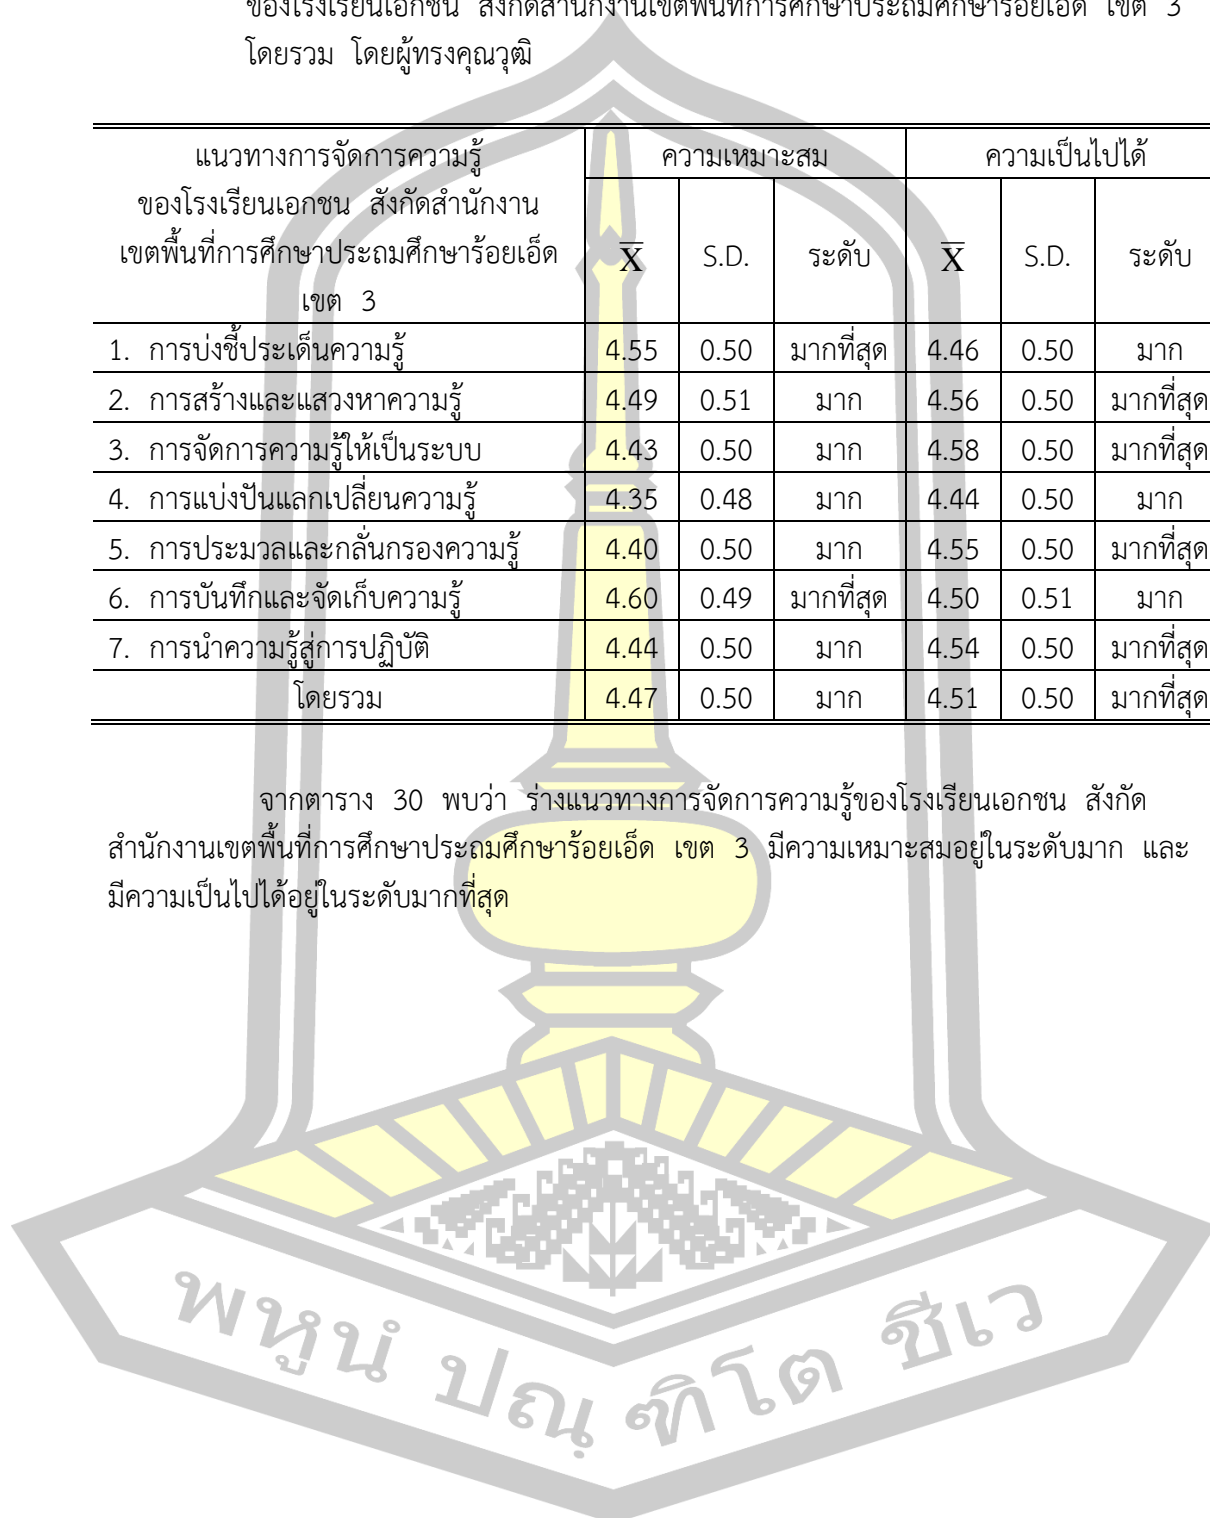 ของโรงเรียนเอกชน สังกัดสำนักงานเขตพื้นที่การศึกษาประถมศึกษาร้อยเอ็ด เขต 3
โดยรวม โดยผู้ทรงคุณวุฒิ
แนวทางการจัดการความรู้
ของโรงเรียนเอกชน สังกัดสำนักงาน
เขตพื้นที่การศึกษาประถมศึกษาร้อยเอ็ด
เขต 3
ความเหมาะสม ความเป็นไปได้
X̅ S.D. ระดับ X̅ S.D. ระดับ
1. การบ่งชี้ประเด็นความรู้ 4.55 0.50 มากที่สุด 4.46 0.50 มาก
2. การสร้างและแสวงหาความรู้ 4.49 0.51 มาก 4.56 0.50 มากที่สุด
3. การจัดการความรู้ให้เป็นระบบ 4.43 0.50 มาก 4.58 0.50 มากที่สุด
4. การแบ่งปันแลกเปลี่ยนความรู้ 4.35 0.48 มาก 4.44 0.50 มาก
5. การประมวลและกลั่นกรองความรู้ 4.40 0.50 มาก 4.55 0.50 มากที่สุด
6. การบันทึกและจัดเก็บความรู้ 4.60 0.49 มากที่สุด 4.50 0.51 มาก
7. การนำความรู้สู่การปฏิบัติ 4.44 0.50 มาก 4.54 0.50 มากที่สุด
โดยรวม 4.47 0.50 มาก 4.51 0.50 มากที่สุด
จากตาราง 30 พบว่า ร่างแนวทางการจัดการความรู้ของโรงเรียนเอกชน สังกัด
สำนักงานเขตพื้นที่การศึกษาประถมศึกษาร้อยเอ็ด เขต 3 มีความเหมาะสมอยู่ในระดับมาก และ
มีความเป็นไปได้อยู่ในระดับมากที่สุด
พหูนํ ปณฺฑิโต ชีเว